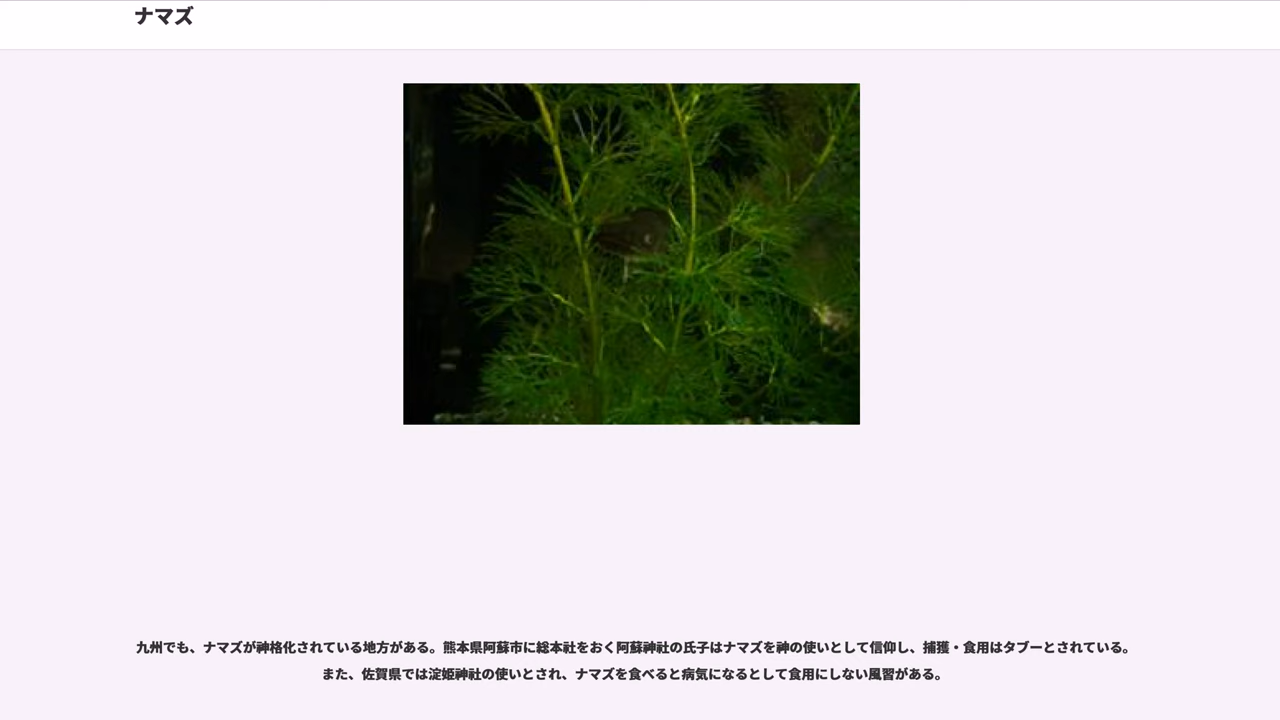 ナマズ
九州でも、ナマズが神格化されている地方がある。熊本県阿蘇市に総本社をおく阿蘇神社の氏子はナマズを神の使いとして信仰し、捕獲・食用はタブーとされている。
また、佐賀県では淀姫神社の使いとされ、ナマズを食べると病気になるとして食用にしない風習がある。